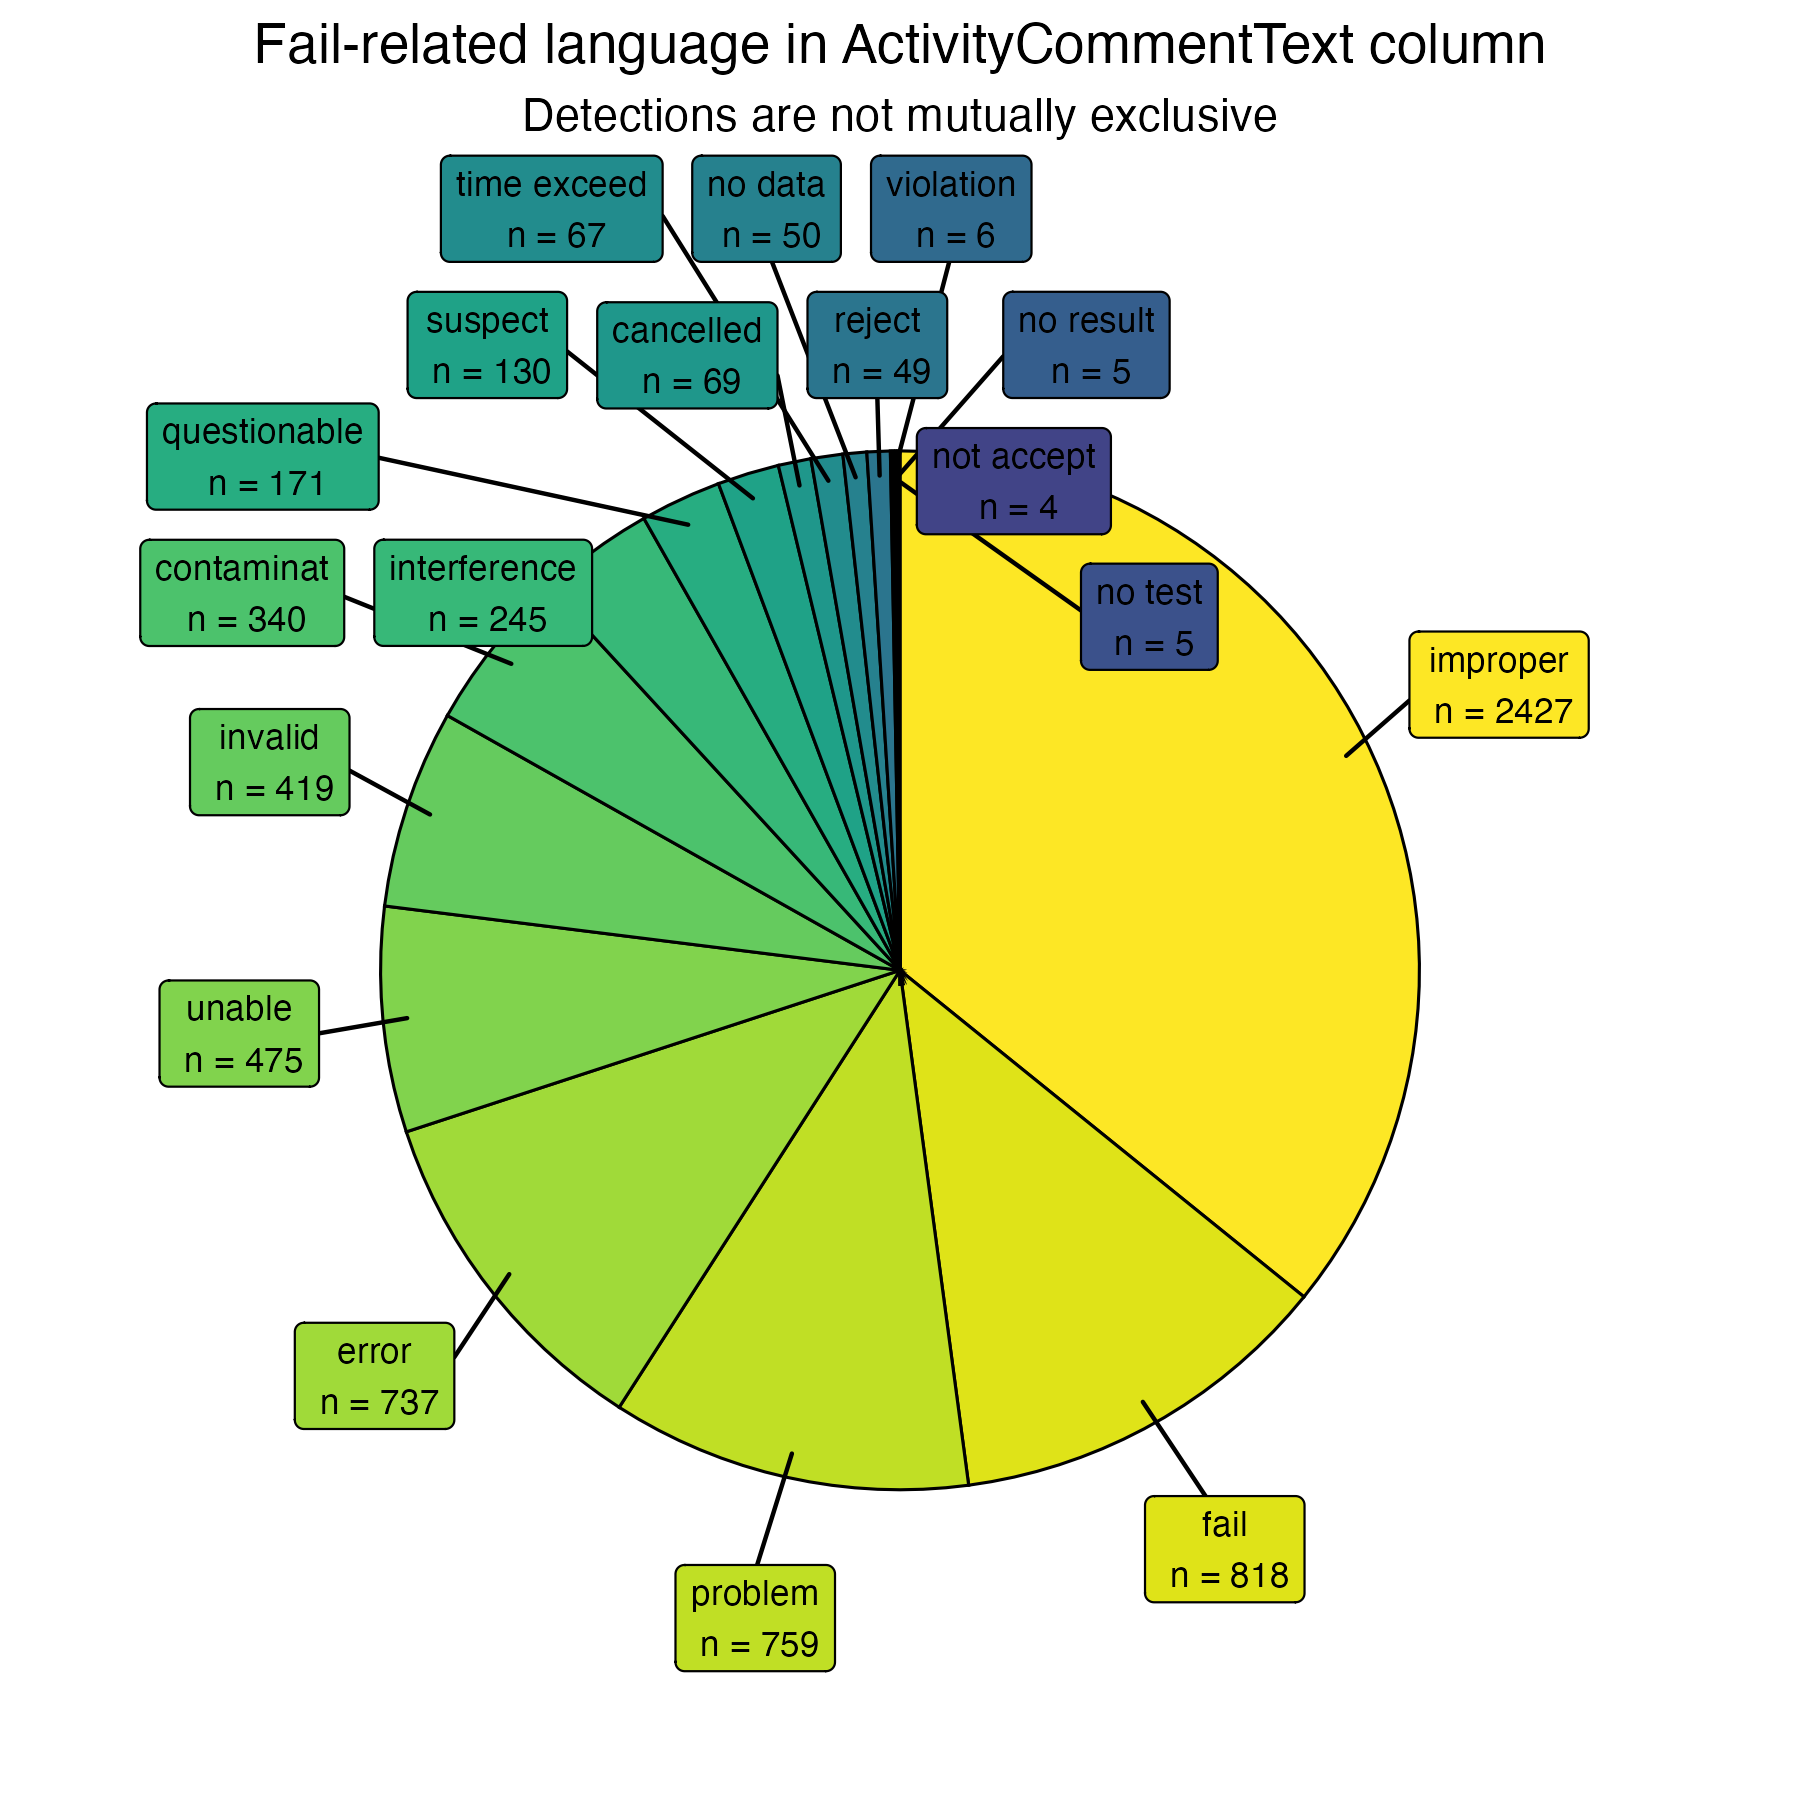 Fail-related language in ActivityCommentText column
Detections are not mutually exclusive
time exceed
n = 67
no data
n = 50
violation
n = 6
suspect
n = 130
cancelled
n = 69
reject
n = 49
no result
n = 5
questionable
n = 171
not accept
n = 4
contaminat
n = 340
interference
n = 245
no test
n = 5
improper
n = 2427
invalid
n = 419
unable
n = 475
error
n = 737
fail
n = 818
problem
n = 759